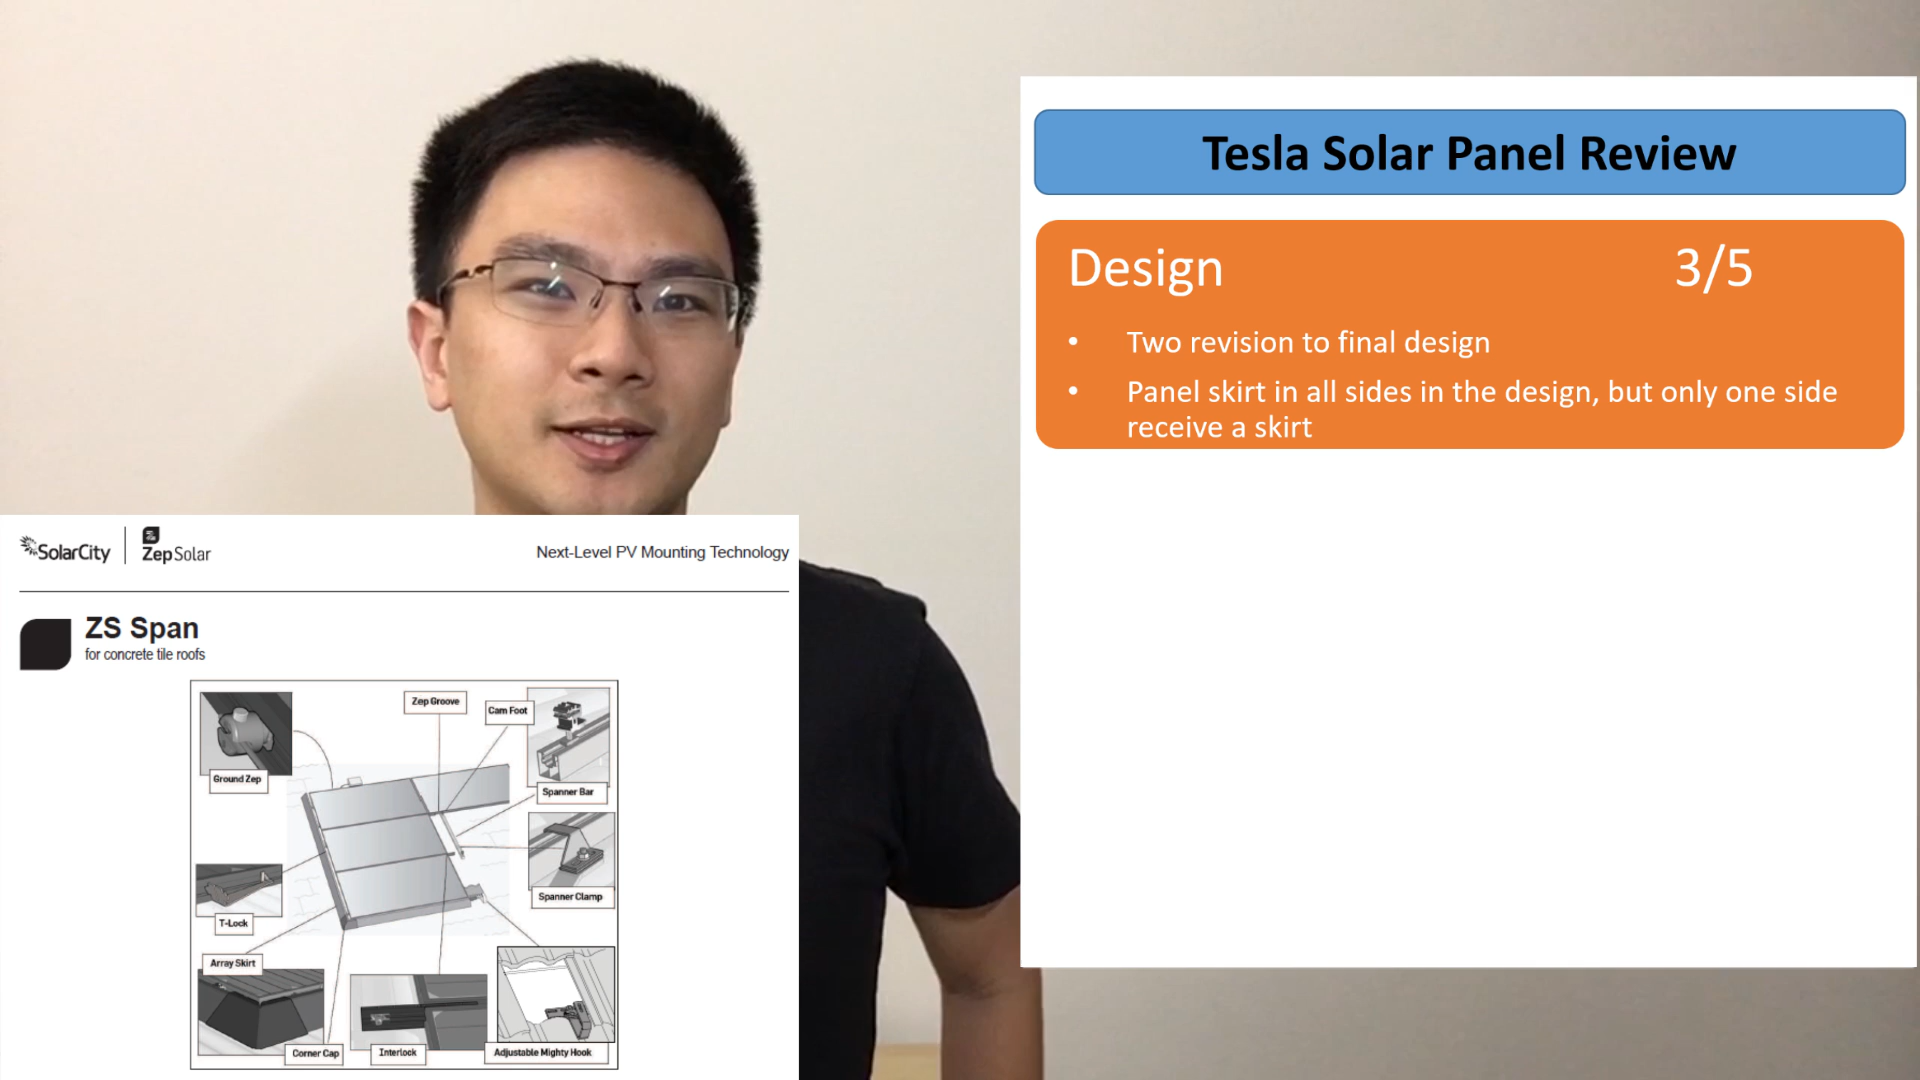 Tesla Solar Panel Review
Design 3/5
• Two revision to final design
• Panel skirt in all sides in the design, but only one side
receive a skirt
SolarCity Zep Solar Next-Level PV Mounting Technology
ZS Span
for concrete tile roofs
Zep Groove
Cam Foot
Ground Zep
Spanner Bar
Spanner Clamp
T-Lock
Array Skirt
Corner Cap
Interlock
Adjustable Mighty Hook